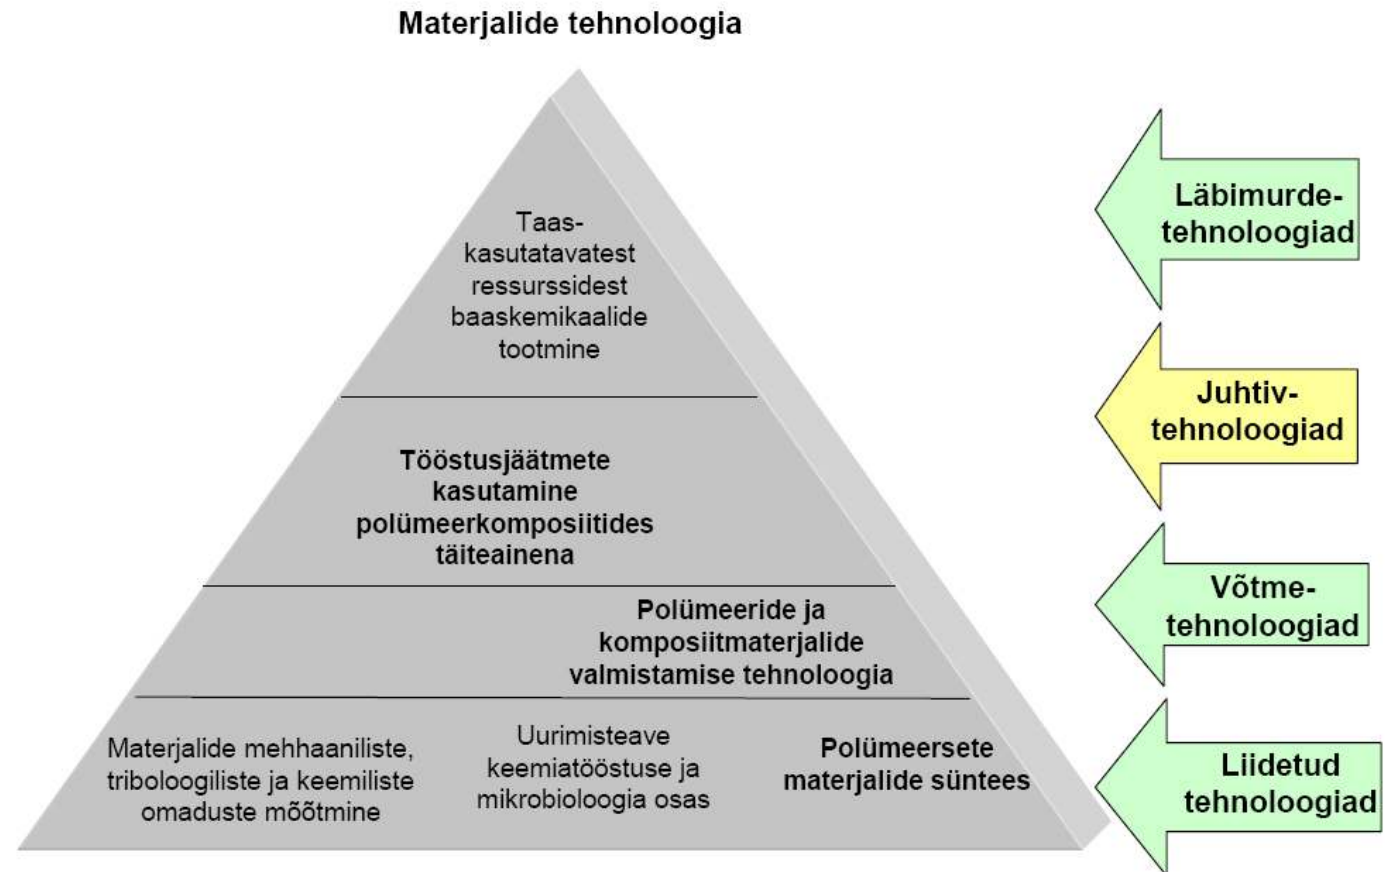 Materjalide tehnoloogia
Taas-
kasutatavatest
ressurssidest
baaskemikaalide
tootmine
Läbimurde-
tehnoloogiad
Tööstusjäätmete
kasutamine
polümeerkomposiitides
täiteainena
Juhtiv-
tehnoloogiad
Polümeeride ja
komposiitmaterjalide
valmistamise tehnoloogia
Võtme-
tehnoloogiad
Materjalide mehhaaniliste,
triboloogiliste ja keemiliste
omaduste mõõtmine
Uurimisteave
keemiatööstuse ja
mikrobioloogia osas
Polümeersete
materjalide süntees
Liidetud
tehnoloogiad